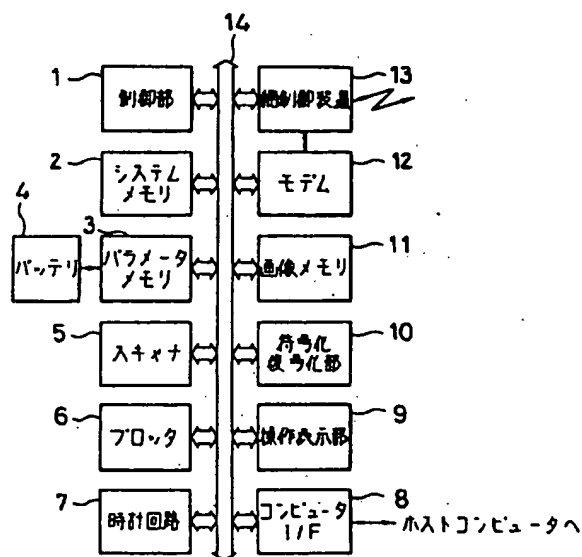 14
1
制御部
13
網制御装置
2
システム
メモリ
12
モデム
4
バッテリ
3
パラメータ
メモリ
11
画像メモリ
5
スキャナ
10
符号化
復号化部
6
プロッタ
9
操作表示部
7
時計回路
8
コンピュータ
I/F
ホストコンピュータへ